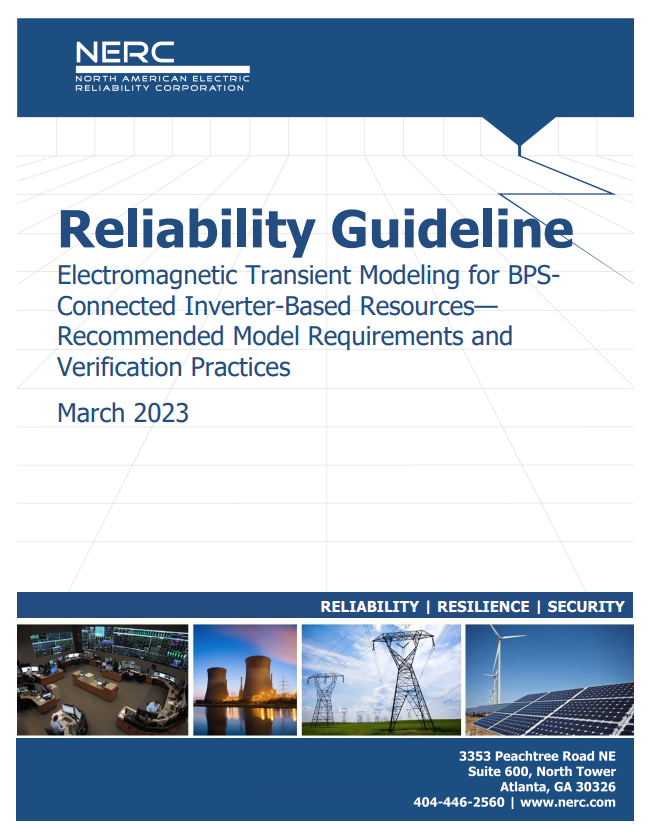 NERC
NORTH AMERICAN ELECTRIC
RELIABILITY CORPORATION
Reliability Guideline
Electromagnetic Transient Modeling for BPS-
Connected Inverter-Based Resources—
Recommended Model Requirements and
Verification Practices
March 2023
RELIABILITY | RESILIENCE | SECURITY
3353 Peachtree Road NE
Suite 600, North Tower
Atlanta, GA 30326
404-446-2560 | www.nerc.com